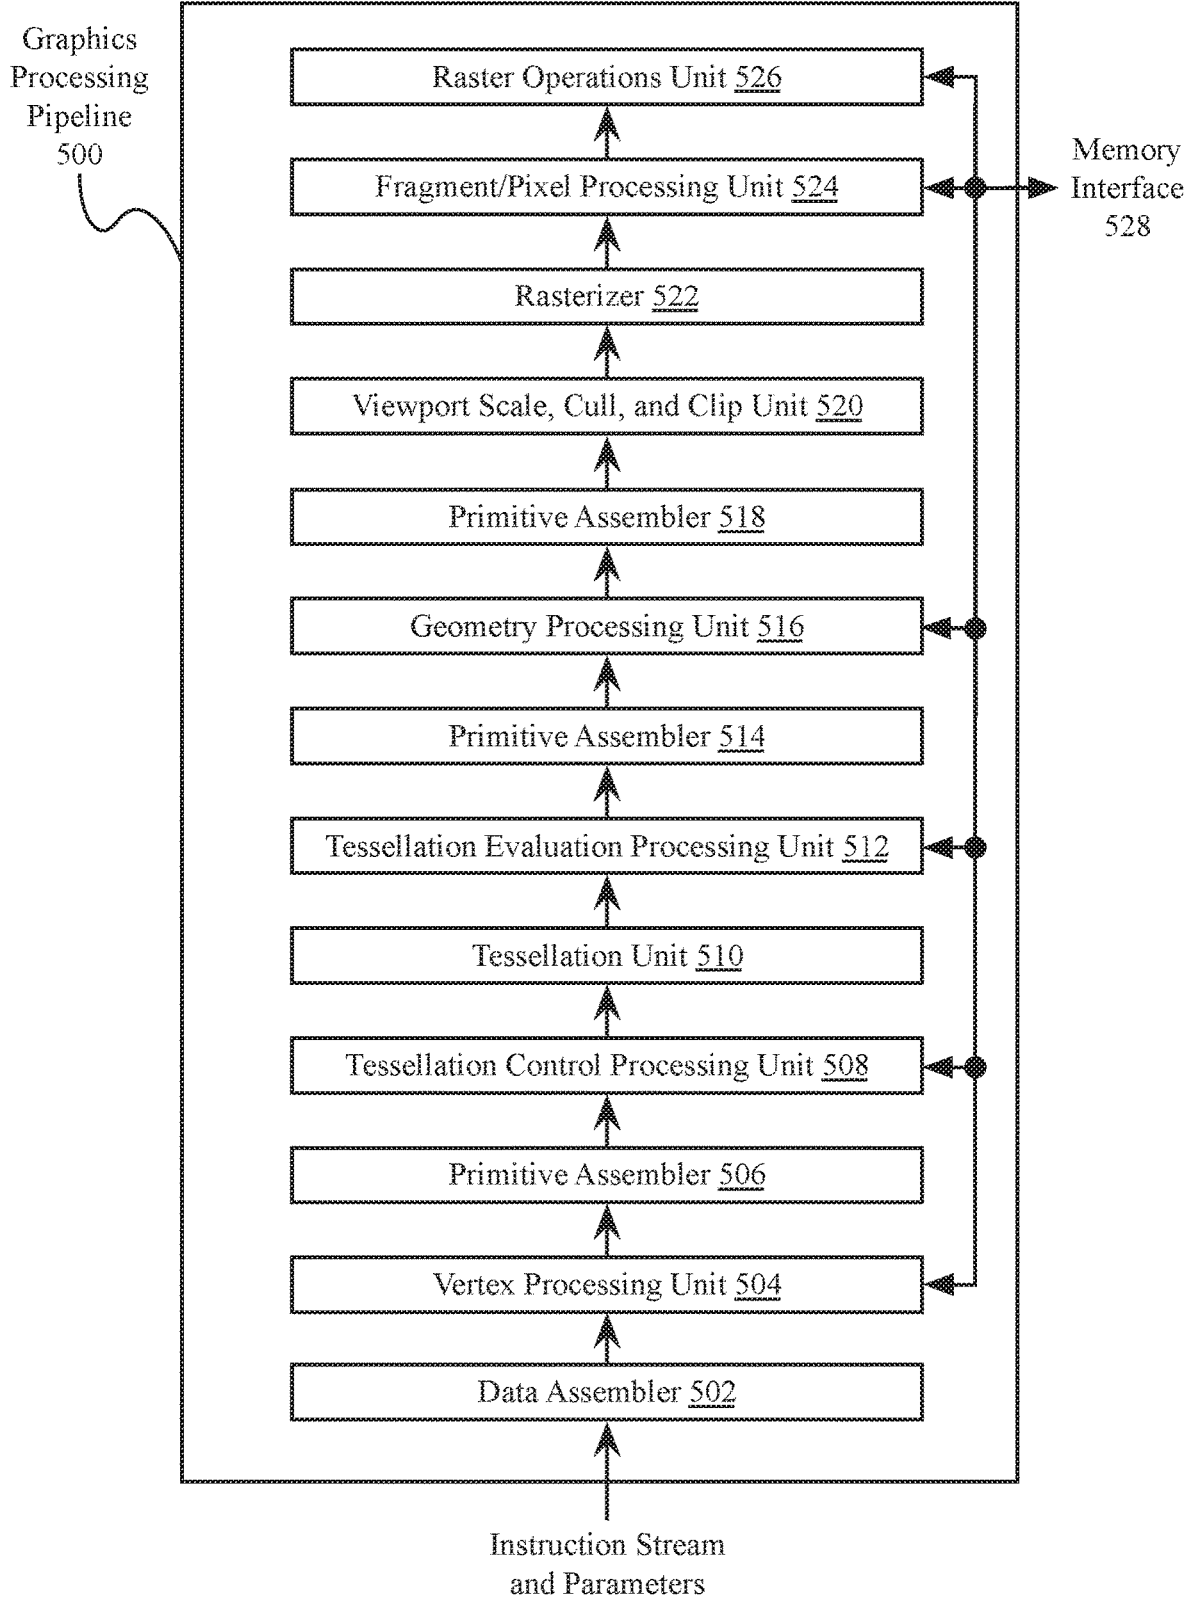 Graphics
Processing
Pipeline
500
Raster Operations Unit 526
Fragment/Pixel Processing Unit 524
Memory
Interface
528
Rasterizer 522
Viewport Scale, Cull, and Clip Unit 520
Primitive Assembler 518
Geometry Processing Unit 516
Primitive Assembler 514
Tessellation Evaluation Processing Unit 512
Tessellation Unit 510
Tessellation Control Processing Unit 508
Primitive Assembler 506
Vertex Processing Unit 504
Data Assembler 502
Instruction Stream
and Parameters